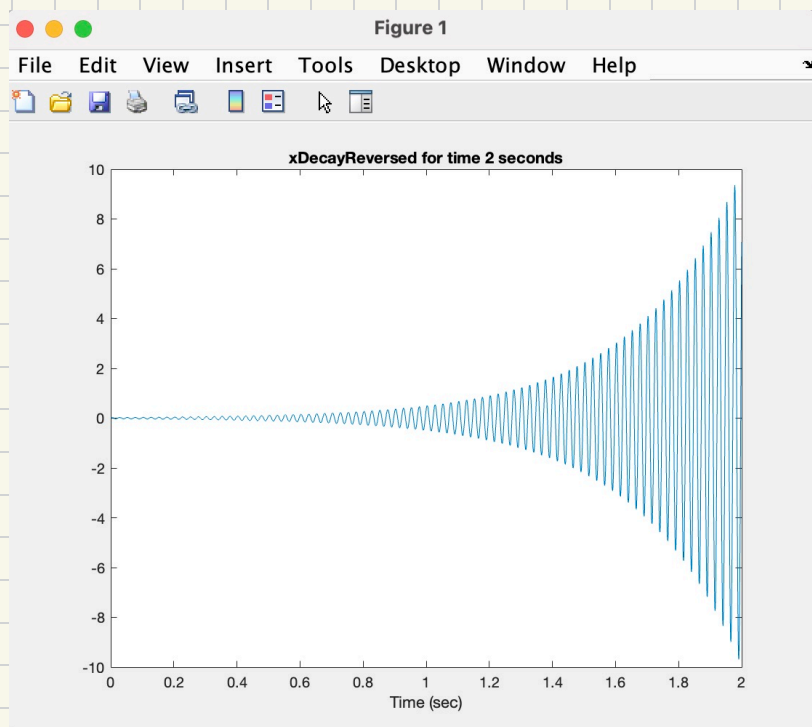 Figure 1
File Edit View Insert Tools Desktop Window Help
xDecayReversed for time 2 seconds
10
8
6
4
2
0
-2
-4
-6
-8
-10
0 0.2 0.4 0.6 0.8 1 1.2 1.4 1.6 1.8 2
Time (sec)